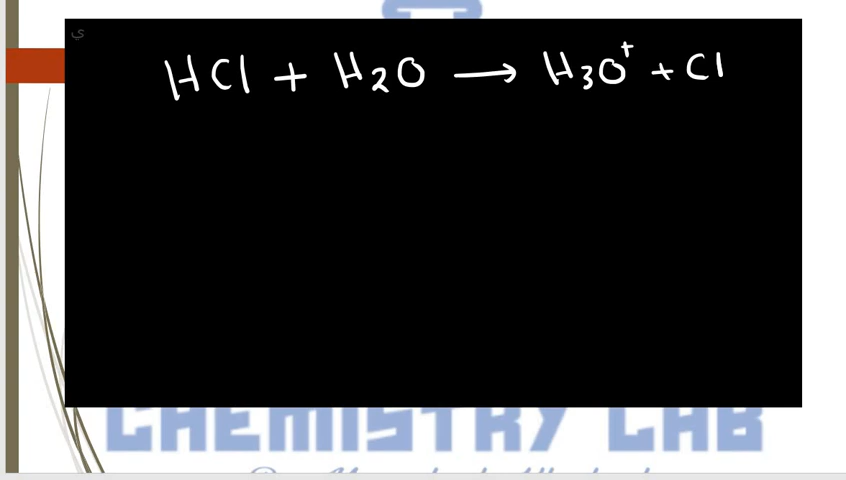 ي
HCl + H₂O → H₃O⁺ + Cl
CHEMISTRY LAB